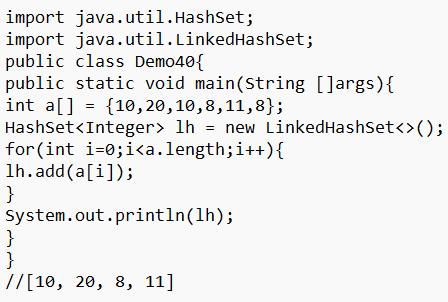 import java.util.HashSet;
import java.util.LinkedHashSet;
public class Demo40{
public static void main(String []args){
int a[] = {10,20,10,8,11,8};
HashSet<Integer> lh = new LinkedHashSet<>();
for(int i=0;i<a.length;i++){
lh.add(a[i]);
}
System.out.println(lh);
}
}
//[10, 20, 8, 11]